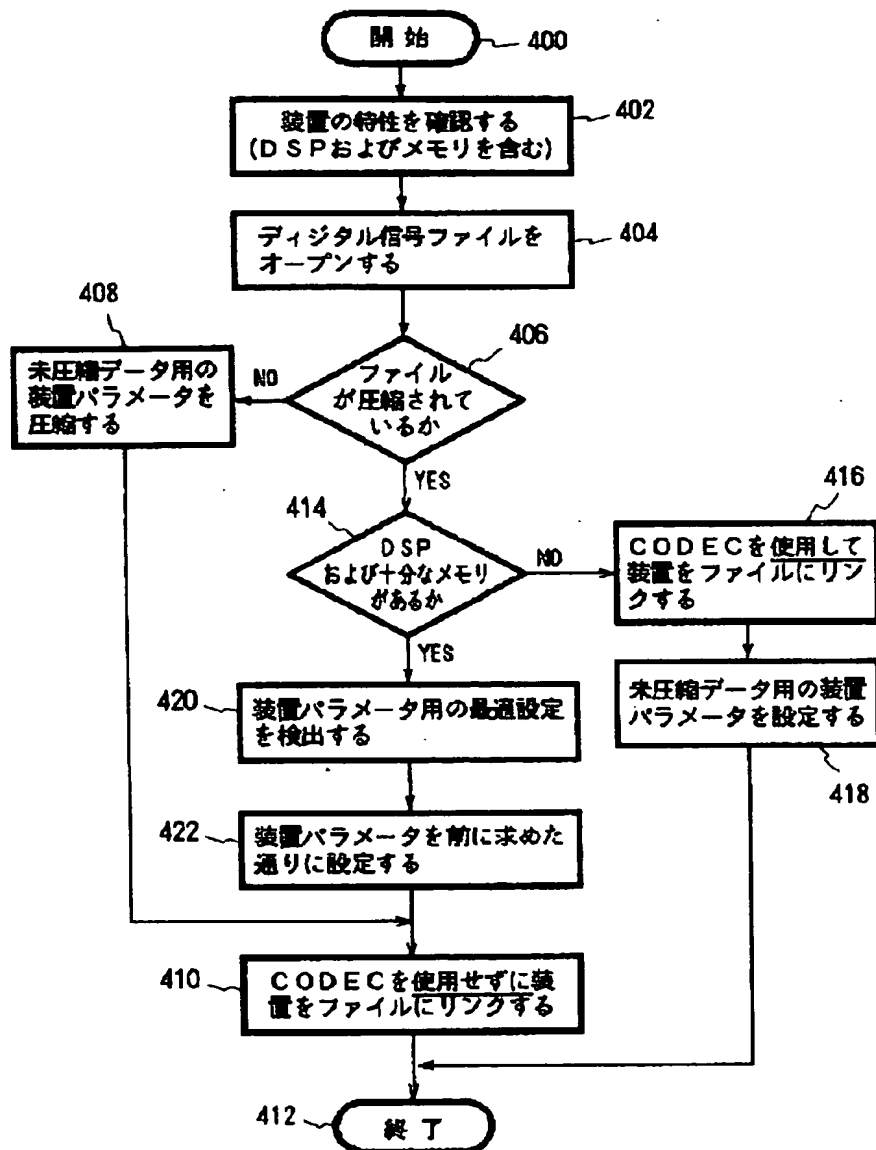 開始
400
装置の特性を確認する
(DSPおよびメモリを含む)
402
ディジタル信号ファイルを
オープンする
404
408
406
未圧縮データ用の
装置パラメータを
圧縮する
NO
ファイル
が圧縮されて
いるか
YES
414
416
DSP
および十分なメモリ
があるか
NO
CODECを使用して
装置をファイルにリン
クする
YES
420
装置パラメータ用の最適設定
を検出する
未圧縮データ用の装置
パラメータを設定する
418
422
装置パラメータを前に求めた
通りに設定する
410
CODECを使用せずに装
置をファイルにリンクする
412
終了